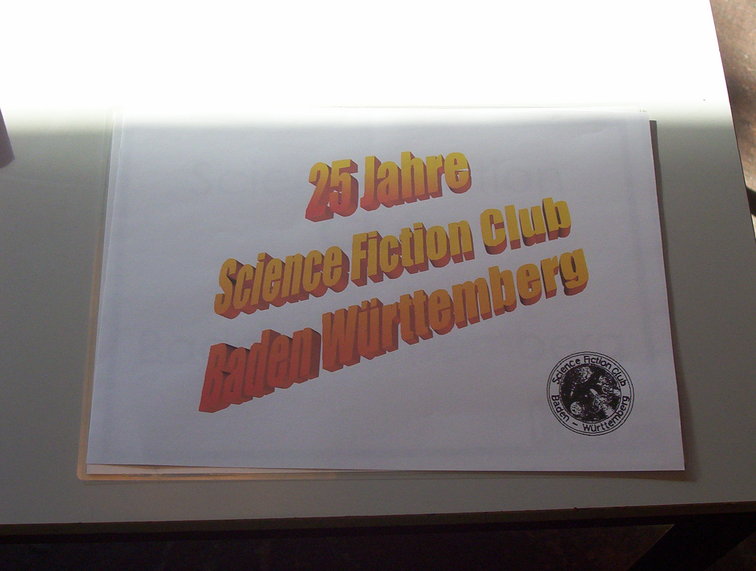 25 Jahre
Science Fiction Club
Baden Württemberg
Science Fiction Club
Baden - Württemberg